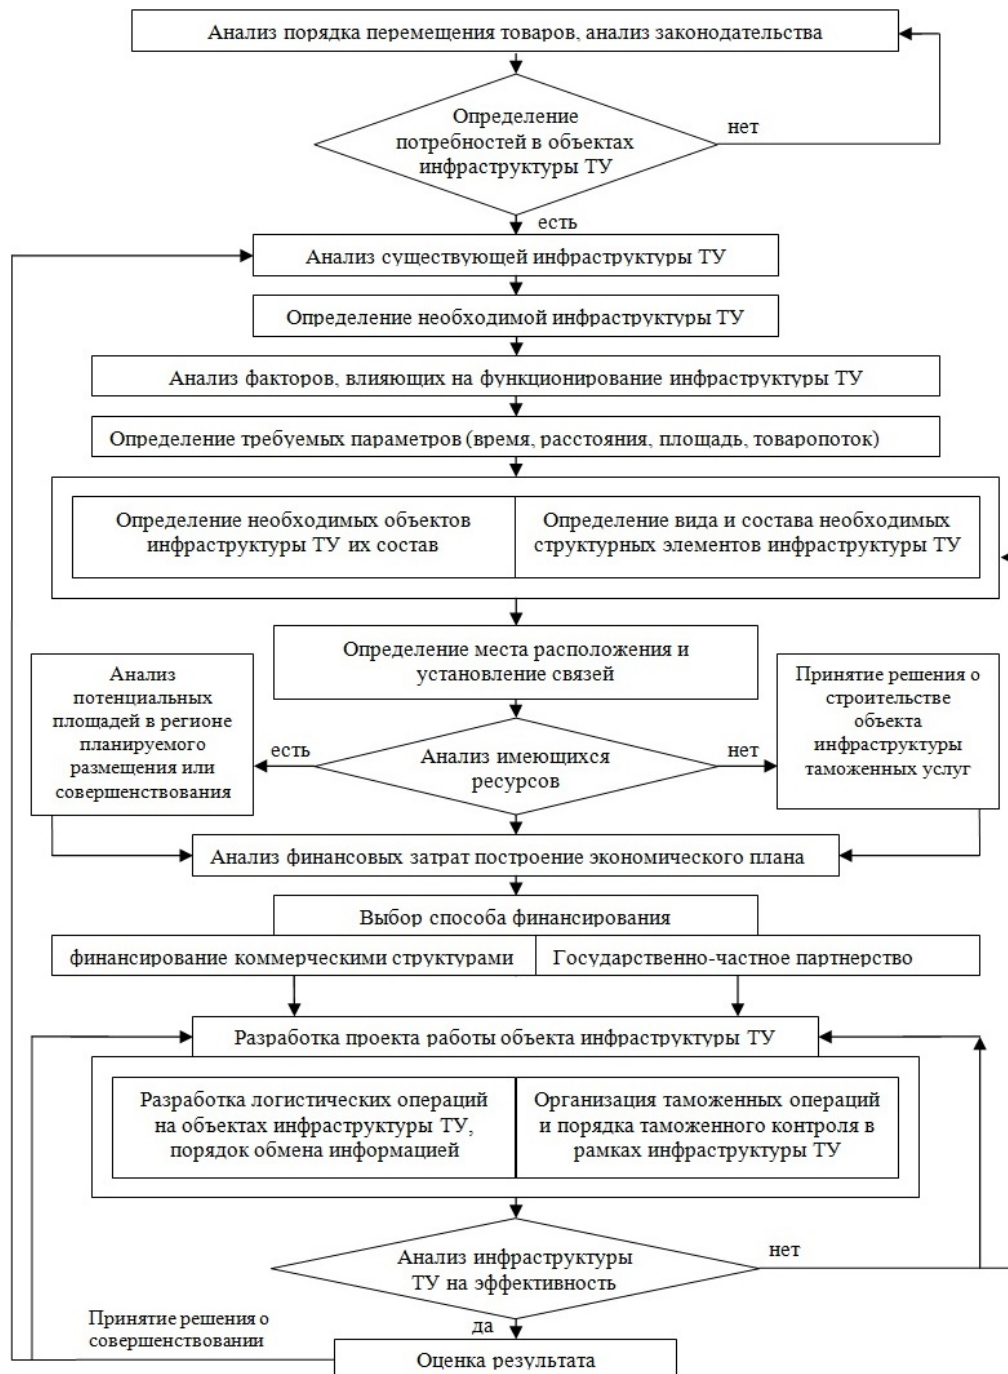 Анализ порядка перемещения товаров, анализ законодательства
Определение
потребностей в объектах
инфраструктуры ТУ
нет
есть
Анализ существующей инфраструктуры ТУ
Определение необходимой инфраструктуры ТУ
Анализ факторов, влияющих на функционирование инфраструктуры ТУ
Определение требуемых параметров (время, расстояния, площадь, товаропоток)
Определение необходимых объектов
инфраструктуры ТУ их состав
Определение вида и состава необходимых
структурных элементов инфраструктуры ТУ
Определение места расположения и
установление связей
Анализ
потенциальных
площадей в регионе
планируемого
размещения или
совершенствования
есть
Анализ имеющихся
ресурсов
нет
Принятие решения о
строительстве
объекта
инфраструктуры
таможенных услуг
Анализ финансовых затрат построение экономического плана
Выбор способа финансирования
финансирование коммерческими структурами
Государственно-частное партнерство
Разработка проекта работы объекта инфраструктуры ТУ
Разработка логистических операций
на объектах инфраструктуры ТУ,
порядок обмена информацией
Организация таможенных операций
и порядка таможенного контроля в
рамках инфраструктуры ТУ
Анализ инфраструктуры
ТУ на эффективность
нет
да
Принятие решения о
совершенствовании
Оценка результата